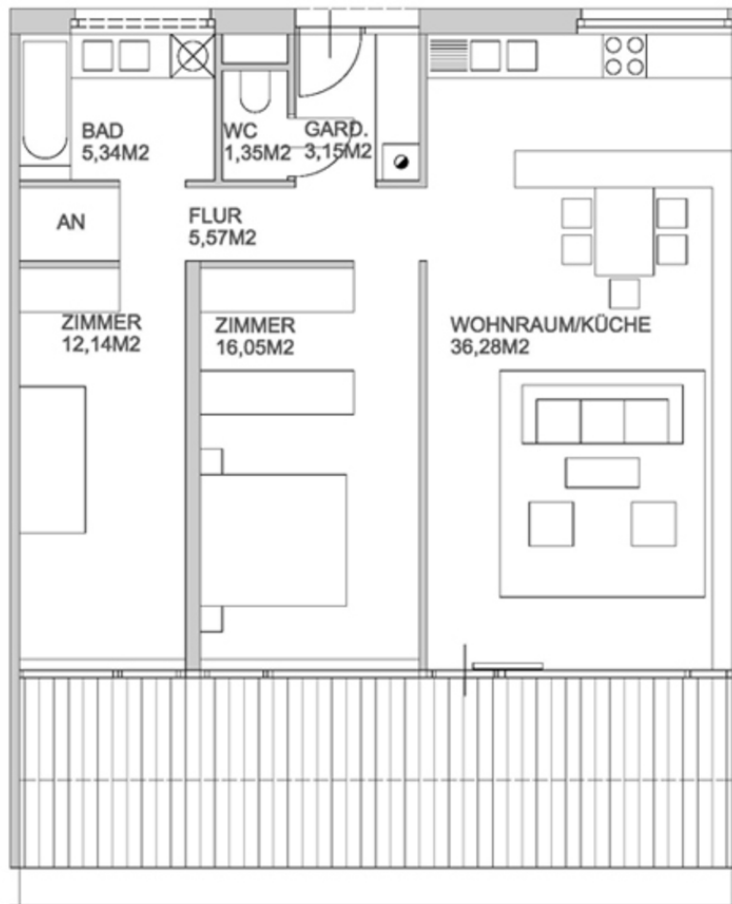 BAD
5,34M2
WC
1,35M2
GARD.
3,15M2
AN
FLUR
5,57M2
ZIMMER
12,14M2
ZIMMER
16,05M2
WOHNRAUM/KÜCHE
36,28M2